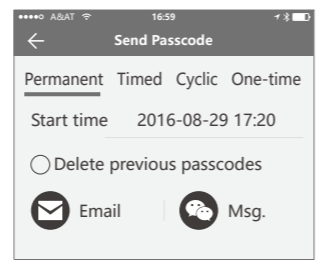 A&AT 16:59
Send Passcode
Permanent Timed Cyclic One-time
Start time 2016-08-29 17:20
Delete previous passcodes
Email Msg.